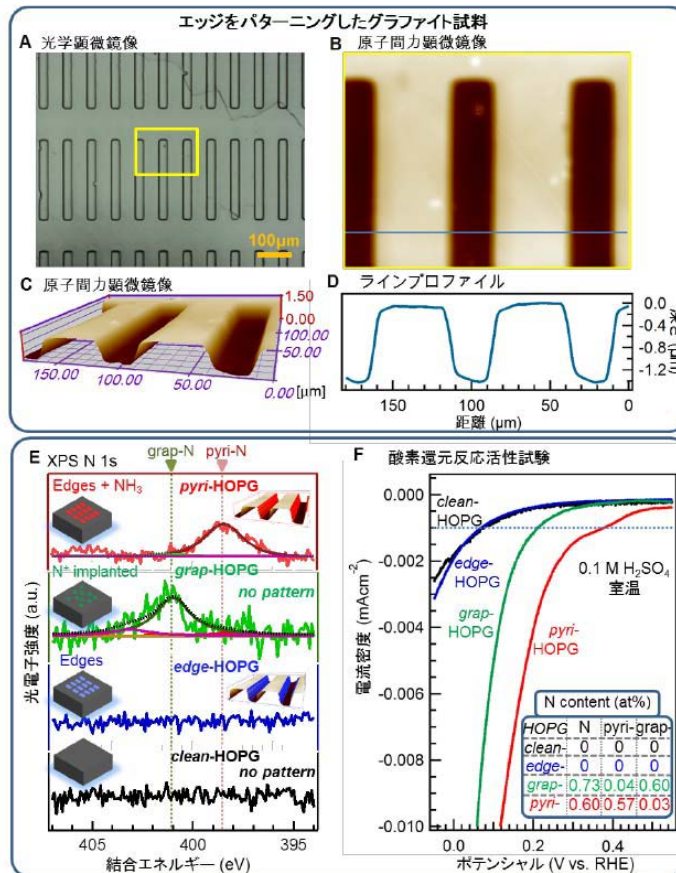 エッジをパターニングしたグラファイト試料
A 光学顕微鏡像
100μm
B 原子間力顕微鏡像
C 原子間力顕微鏡像
1.50
0.00
100.00
50.00
0.00
150.00
100.00
50.00
[μm]
D ラインプロファイル
0.0
-0.4
-0.8
-1.2
150
100
50
0
距離 (μm)
E XPS N 1s
grap-N
pyri-N
Edges + NH₃
pyri-HOPG
N⁺ implanted
grap-HOPG
no pattern
Edges
edge-HOPG
clean-HOPG
no pattern
光電子強度 (a.u.)
405
400
395
結合エネルギー (eV)
F 酸素還元反応活性試験
0.000
-0.002
-0.004
-0.006
-0.008
-0.010
電流密度 (mAcm⁻²)
clean-
HOPG
edge-
HOPG
grap-
HOPG
pyri-
HOPG
0.1 M H₂SO₄
室温
N content (at%)
HOPG N pyri- grap-
clean- 0 0 0
edge- 0 0 0
grap- 0.73 0.04 0.60
pyri- 0.60 0.57 0.03
0.0
0.2
0.4
ポテンシャル (V vs. RHE)